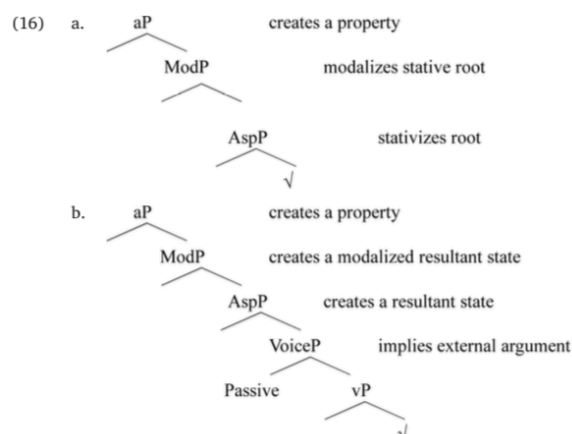 (16) a. aP creates a property
ModP modalizes stative root
AspP stativizes root
√
b. aP creates a property
ModP creates a modalized resultant state
AspP creates a resultant state
VoiceP implies external argument
Passive vP
√